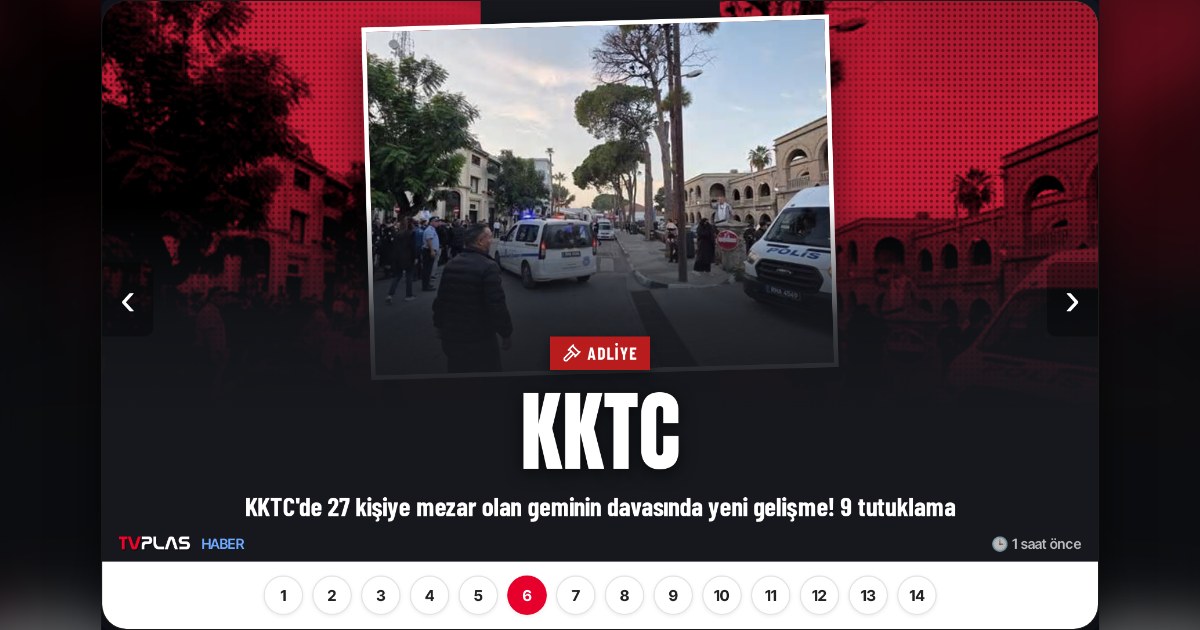 POLİS
ADLİYE
KKTC
KKTC'de 27 kişiye mezar olan geminin davasında yeni gelişme! 9 tutuklama
TVPLAS HABER
1 saat önce
1 2 3 4 5 6 7 8 9 10 11 12 13 14